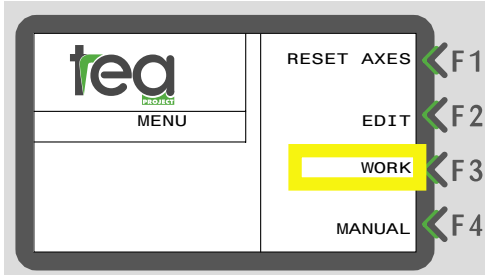 tea
PROJECT
MENU
RESET AXES F1
EDIT F2
WORK F3
MANUAL F4